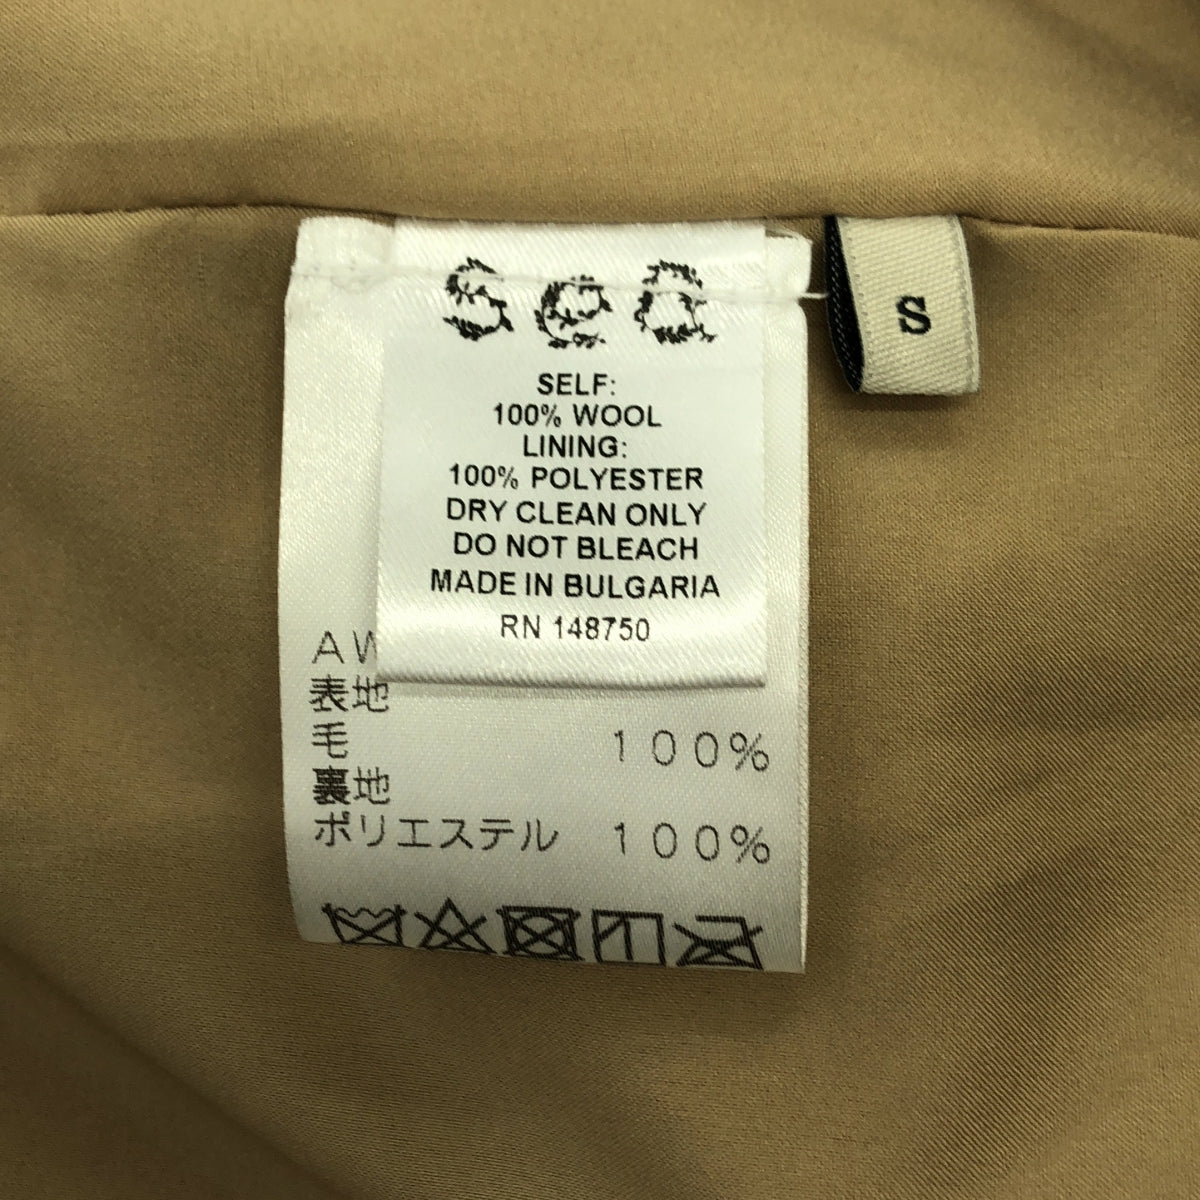 Sea
S
SELF:
100% WOOL
LINING:
100% POLYESTER
DRY CLEAN ONLY
DO NOT BLEACH
MADE IN BULGARIA
RN 148750
表地
毛 100%
裏地
ポリエステル 100%